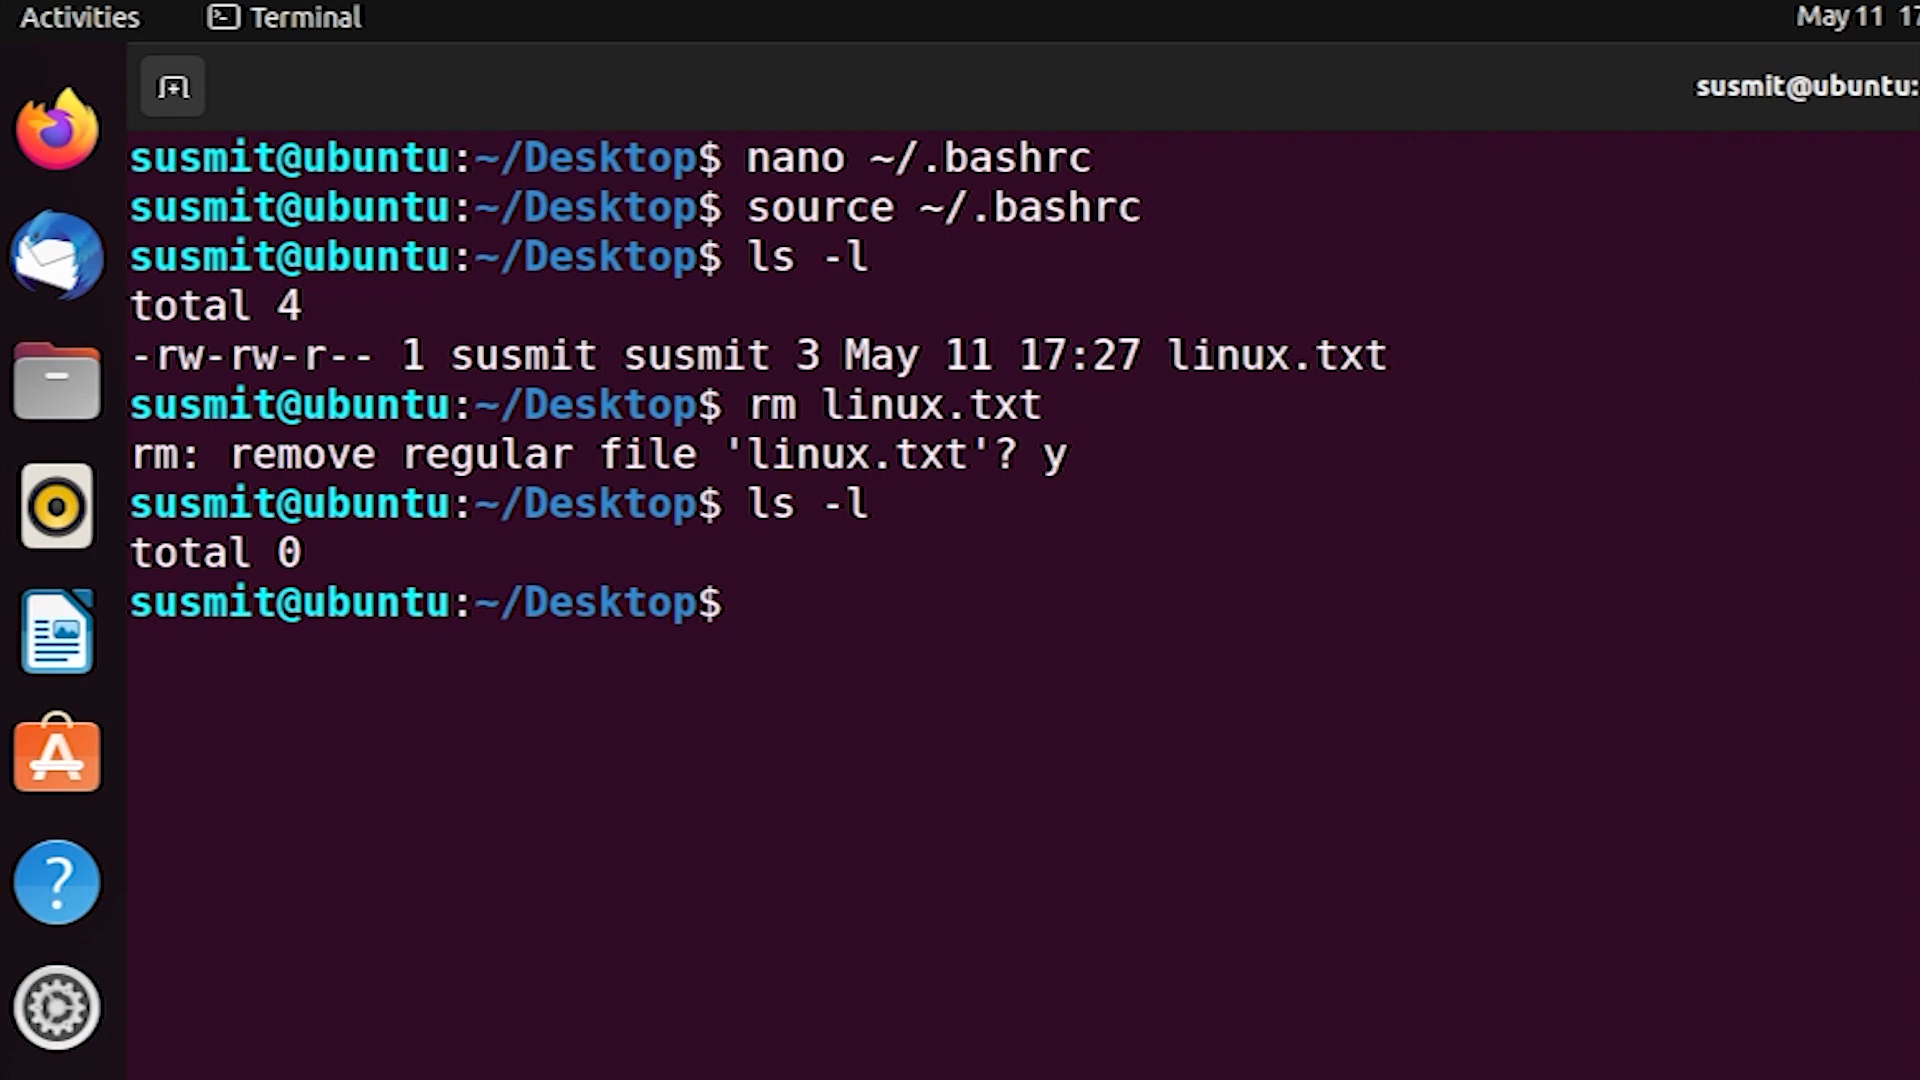 Activities Terminal May 11 17
susmit@ubuntu:
susmit@ubuntu:~/Desktop$ nano ~/.bashrc
susmit@ubuntu:~/Desktop$ source ~/.bashrc
susmit@ubuntu:~/Desktop$ ls -l
total 4
-rw-rw-r-- 1 susmit susmit 3 May 11 17:27 linux.txt
susmit@ubuntu:~/Desktop$ rm linux.txt
rm: remove regular file 'linux.txt'? y
susmit@ubuntu:~/Desktop$ ls -l
total 0
susmit@ubuntu:~/Desktop$